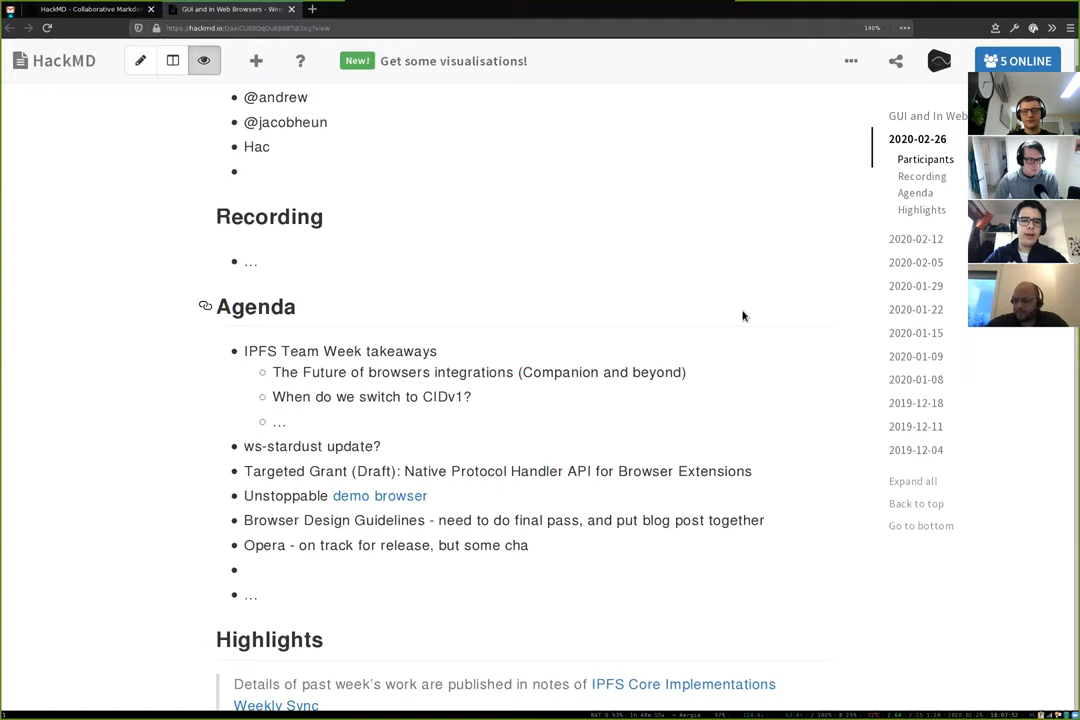 HackMD - Collaborative Markdo
GUI and In Web Browsers - Wee
140%
HackMD
New! Get some visualisations!
5 ONLINE
@andrew
@jacobheun
Hac
Recording
...
Agenda
IPFS Team Week takeaways
The Future of browsers integrations (Companion and beyond)
When do we switch to CIDv1?
...
ws-stardust update?
Targeted Grant (Draft): Native Protocol Handler API for Browser Extensions
Unstoppable demo browser
Browser Design Guidelines - need to do final pass, and put blog post together
Opera - on track for release, but some cha
...
Highlights
Details of past week's work are published in notes of IPFS Core Implementations
Weekly Sync
GUI and In Web
2020-02-26
Participants
Recording
Agenda
Highlights
2020-02-12
2020-02-05
2020-01-29
2020-01-22
2020-01-15
2020-01-09
2020-01-08
2019-12-18
2019-12-11
2019-12-04
Expand all
Back to top
Go to bottom